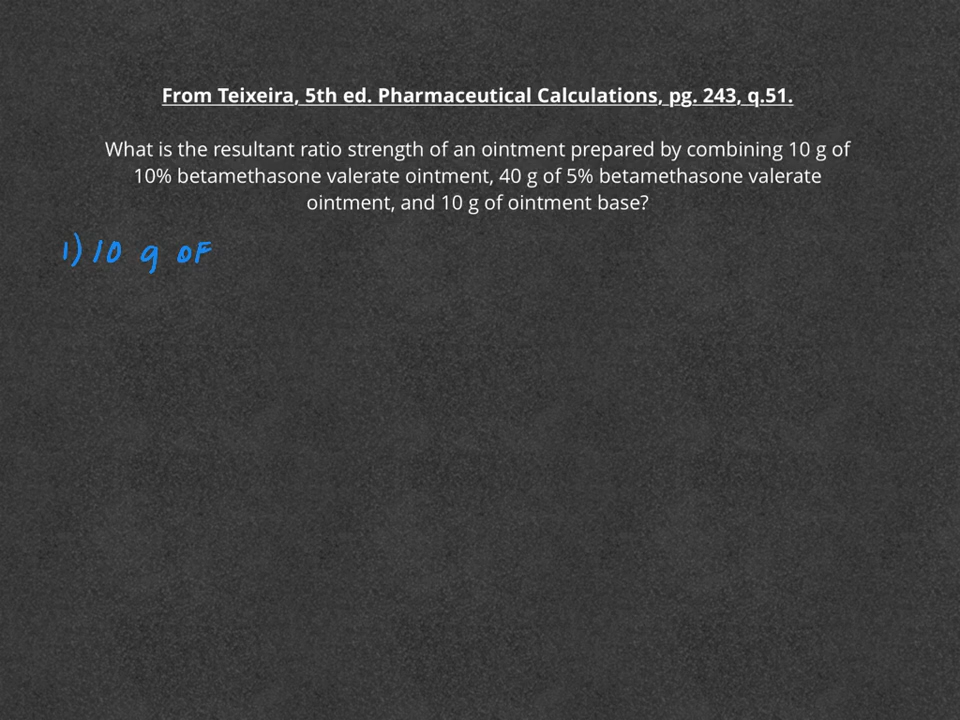 From Teixeira, 5th ed. Pharmaceutical Calculations, pg. 243, q.51.
What is the resultant ratio strength of an ointment prepared by combining 10 g of
10% betamethasone valerate ointment, 40 g of 5% betamethasone valerate
ointment, and 10 g of ointment base?
1) 10 g OF